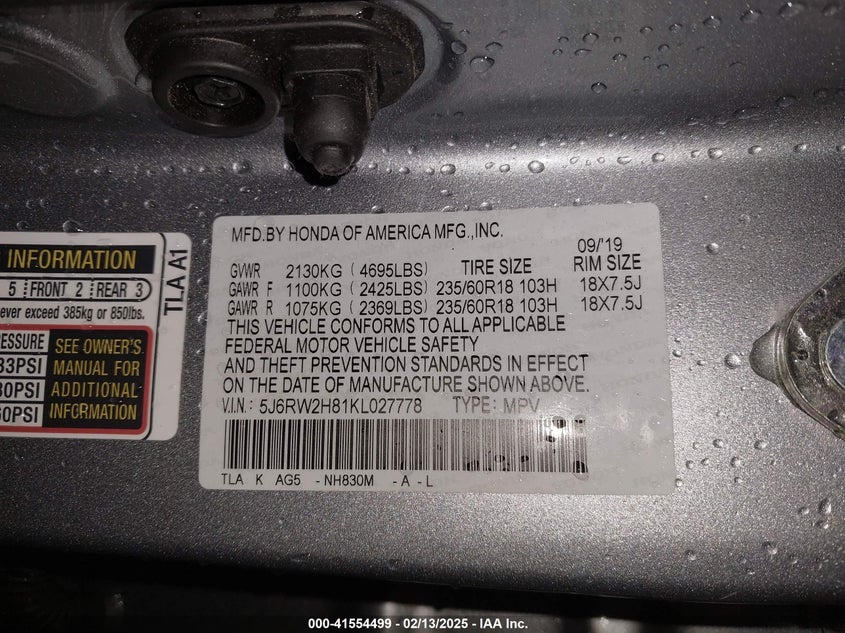 MFD.BY HONDA OF AMERICA MFG.,INC.
09/'19
GVWR 2130KG ( 4695LBS) TIRE SIZE RIM SIZE
GAWR F 1100KG ( 2425LBS) 235/60R18 103H 18X7.5J
GAWR R 1075KG ( 2369LBS) 235/60R18 103H 18X7.5J
THIS VEHICLE CONFORMS TO ALL APPLICABLE
FEDERAL MOTOR VEHICLE SAFETY
AND THEFT PREVENTION STANDARDS IN EFFECT
ON THE DATE OF MANUFACTURE SHOWN ABOVE.
V.I.N.: 5J6RW2H81KL027778 TYPE: MPV
TLA K AG5 -NH830M -A-L
INFORMATION
5 FRONT 2 REAR 3
exceed 385kg or 850lbs.
SEE OWNER'S
33PSI MANUAL FOR
ADDITIONAL
INFORMATION
TLA A1
000-41554499 - 02/13/2025 - IAA Inc.